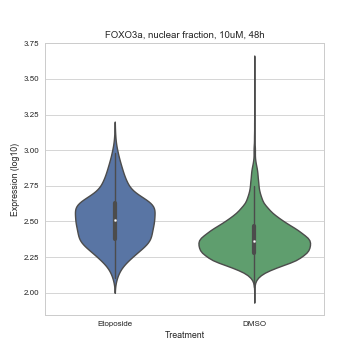 FOXO3a, nuclear fraction, 10uM, 48h
3.75
3.50
3.25
3.00
2.75
2.50
2.25
2.00
Expression (log10)
Etoposide
DMSO
Treatment